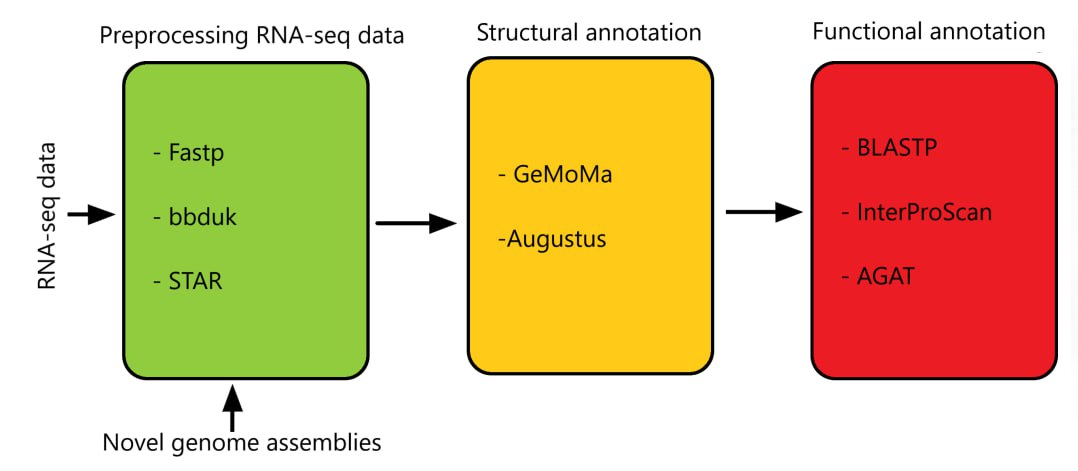 Preprocessing RNA-seq data
Structural annotation
Functional annotation
RNA-seq data
- Fastp
- bbduk
- STAR
- GeMoMa
-Augustus
- BLASTP
- InterProScan
- AGAT
Novel genome assemblies